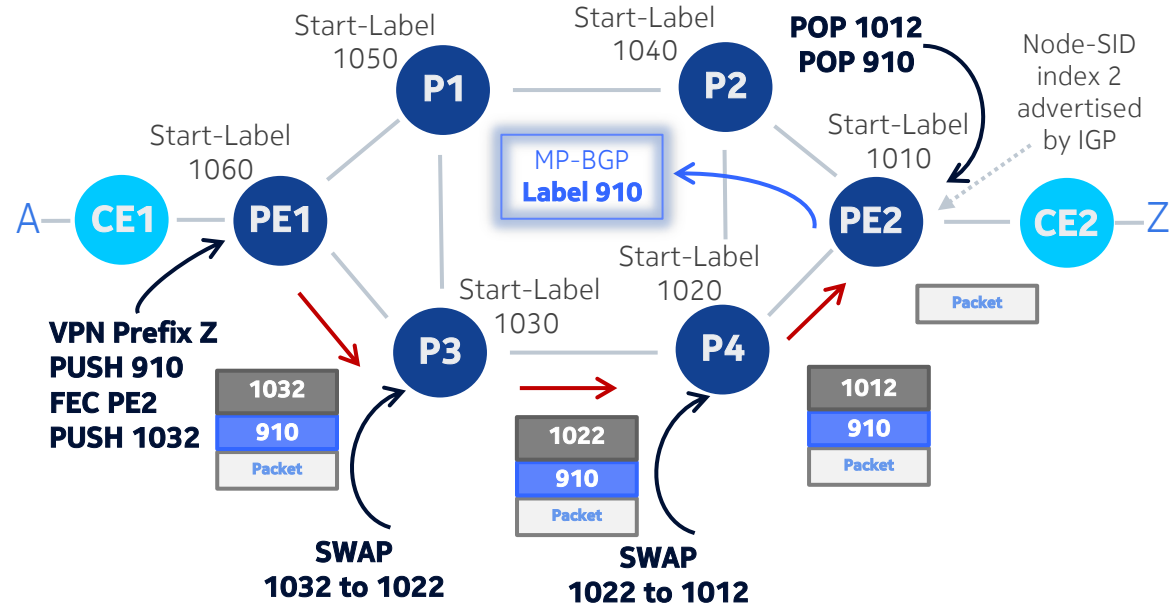 Start-Label
1050
Start-Label
1040
POP 1012
POP 910
Node-SID
index 2
advertised
by IGP
P1
P2
Start-Label
1060
Start-Label
1010
MP-BGP
Label 910
A
CE1
PE1
PE2
CE2
Z
Start-Label
1020
Start-Label
1030
Packet
VPN Prefix Z
PUSH 910
FEC PE2
PUSH 1032
P3
P4
1032
910
Packet
1022
910
Packet
1012
910
Packet
SWAP
1032 to 1022
SWAP
1022 to 1012